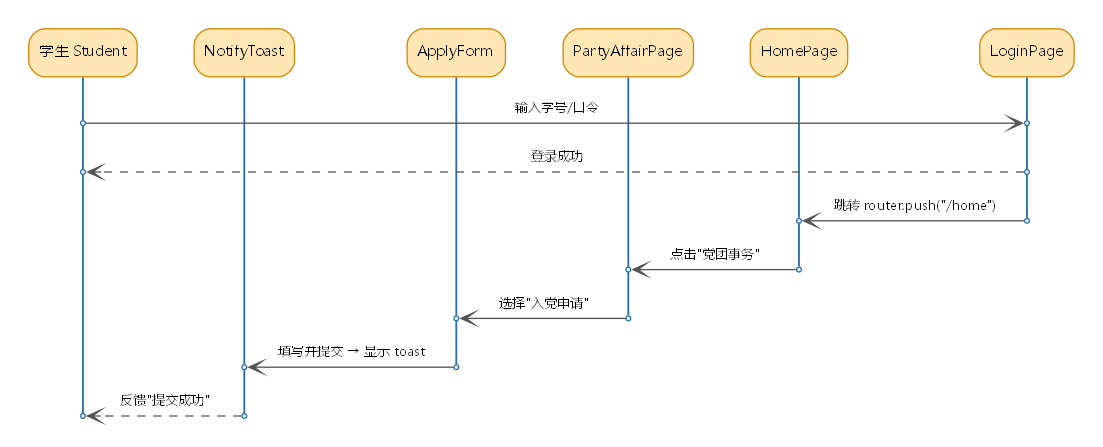 学生 Student
NotifyToast
ApplyForm
PartyAffairPage
HomePage
LoginPage
输入学号/口令
登录成功
跳转 router.push("/home")
点击"党团事务"
选择"入党申请"
填写并提交 → 显示 toast
反馈"提交成功"